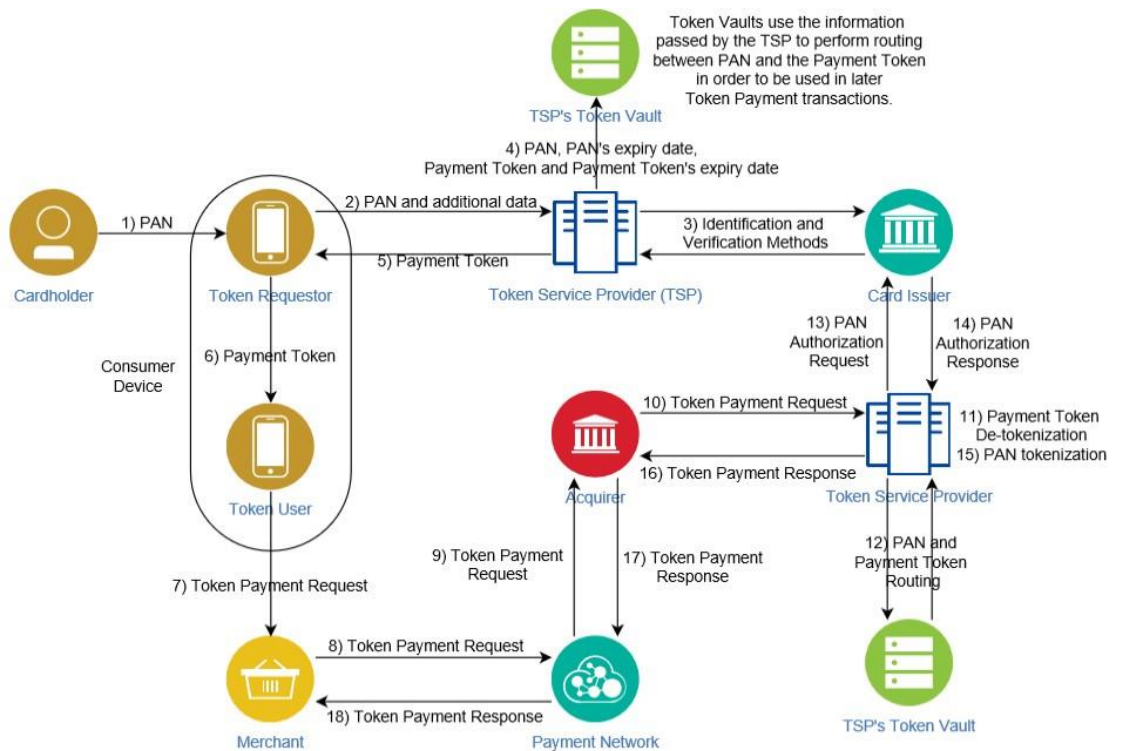 Token Vaults use the information
passed by the TSP to perform routing
between PAN and the Payment Token
in order to be used in later
Token Payment transactions.
TSP's Token Vault
4) PAN, PAN's expiry date,
Payment Token and Payment Token's expiry date
1) PAN
2) PAN and additional data
3) Identification and
Verification Methods
5) Payment Token
Cardholder
Token Requestor
Token Service Provider (TSP)
Card Issuer
13) PAN
Authorization
Request
14) PAN
Authorization
Response
6) Payment Token
Consumer
Device
10) Token Payment Request
11) Payment Token
De-tokenization
15) PAN tokenization
16) Token Payment Response
Token User
Acquirer
Token Service Provider
9) Token Payment
Request
17) Token Payment
Response
12) PAN and
Payment Token
Routing
7) Token Payment Request
8) Token Payment Request
18) Token Payment Response
Merchant
Payment Network
TSP's Token Vault